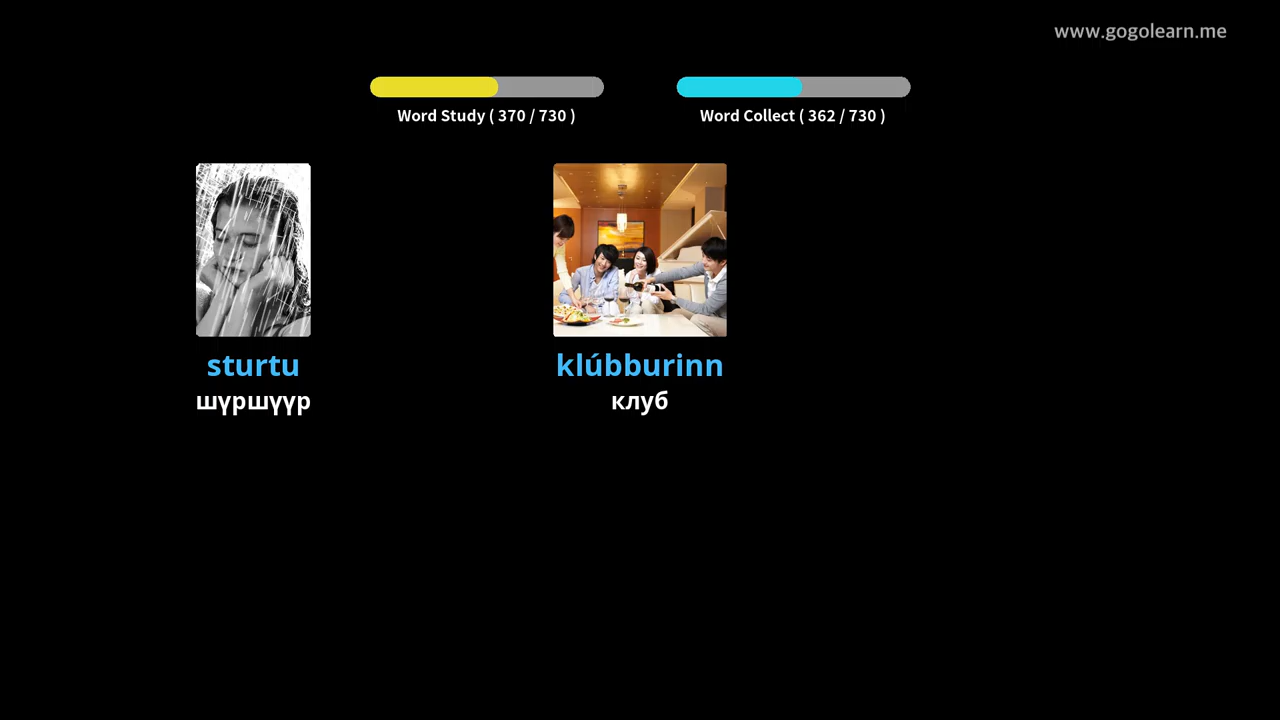 www.gogolearn.me
Word Study ( 370 / 730 )
Word Collect ( 362 / 730 )
sturtu
шүршүүр
klúbburinn
клуб